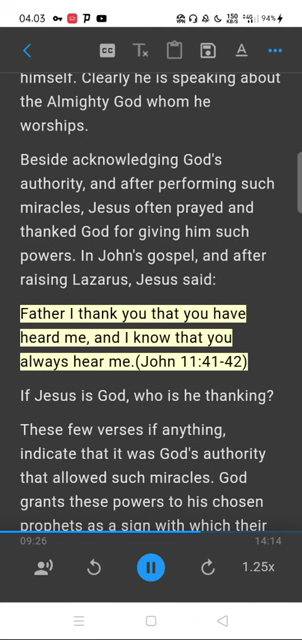 04.03
150 KB/S
94%
himself. Clearly he is speaking about
the Almighty God whom he
worships.
Beside acknowledging God's
authority, and after performing such
miracles, Jesus often prayed and
thanked God for giving him such
powers. In John's gospel, and after
raising Lazarus, Jesus said:
Father I thank you that you have
heard me, and I know that you
always hear me.(John 11:41-42)
If Jesus is God, who is he thanking?
These few verses if anything,
indicate that it was God's authority
that allowed such miracles. God
grants these powers to his chosen
prophets as a sign with which their
09:26
14:14
1.25x